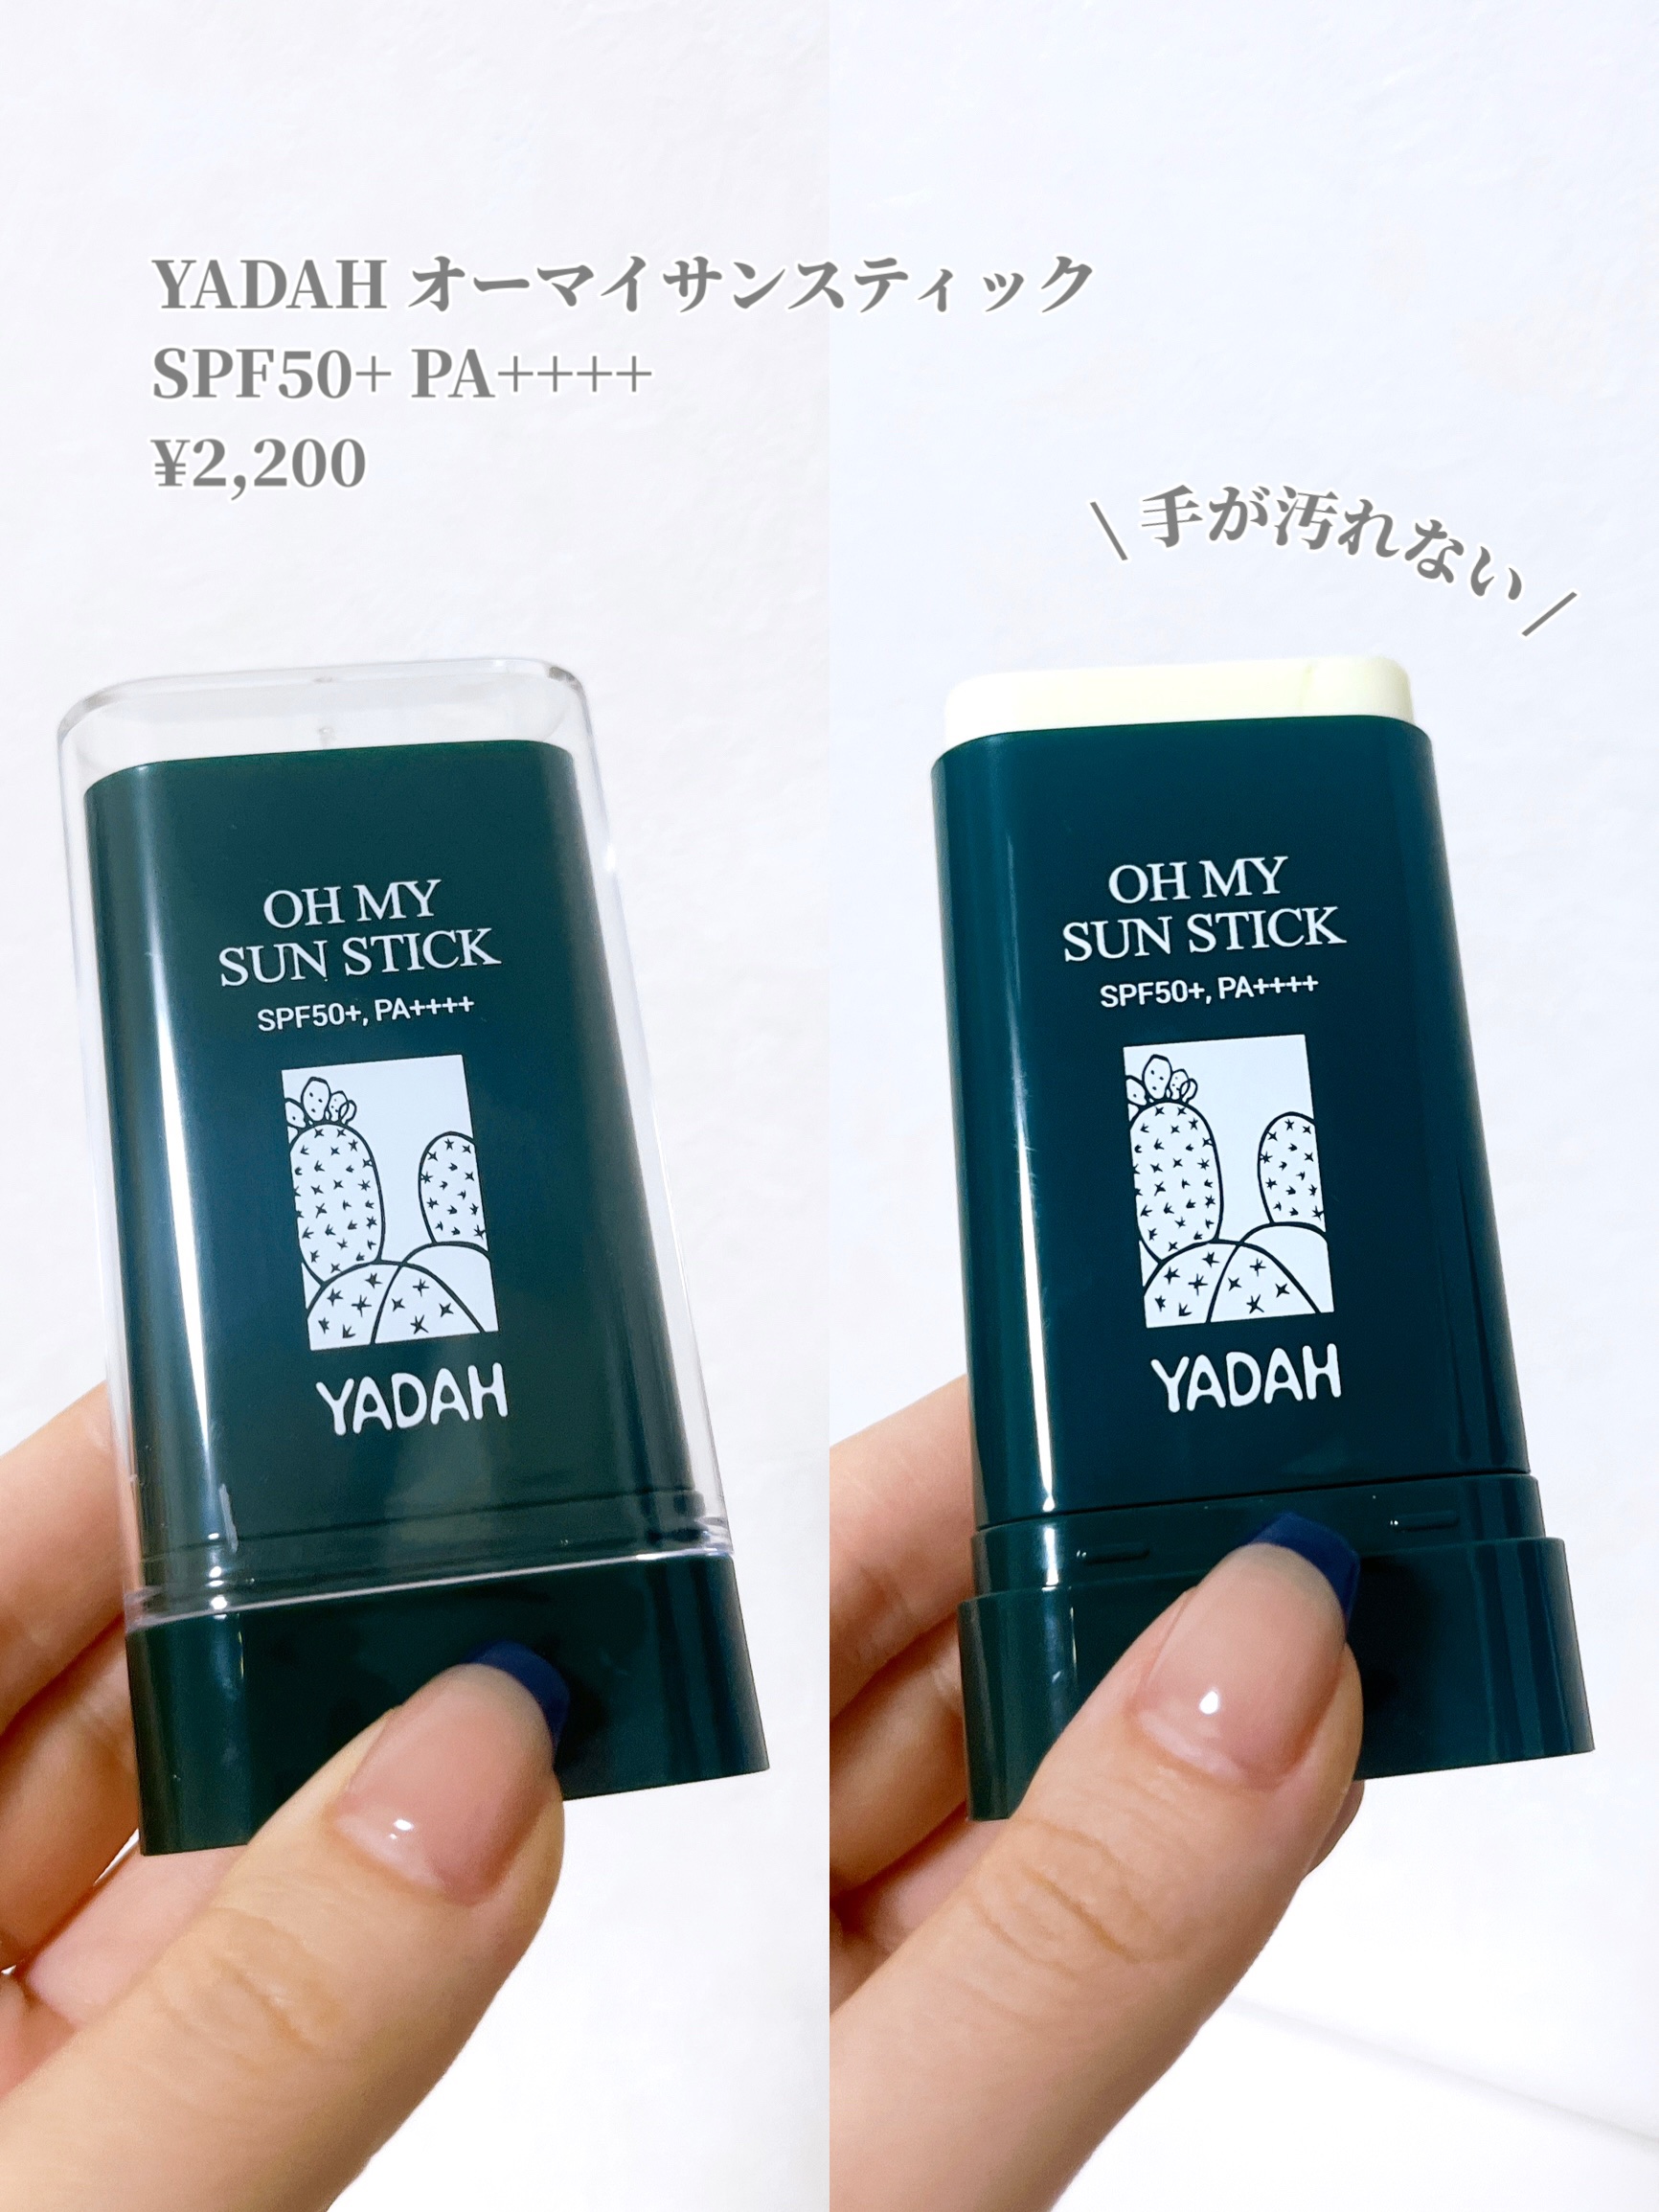 YADAH オーマイサンスティック
SPF50+ PA++++
¥2,200
\ 手が汚れない /
OH MY
SUN STICK
SPF50+, PA++++
YADAH
OH MY
SUN STICK
SPF50+, PA++++
YADAH